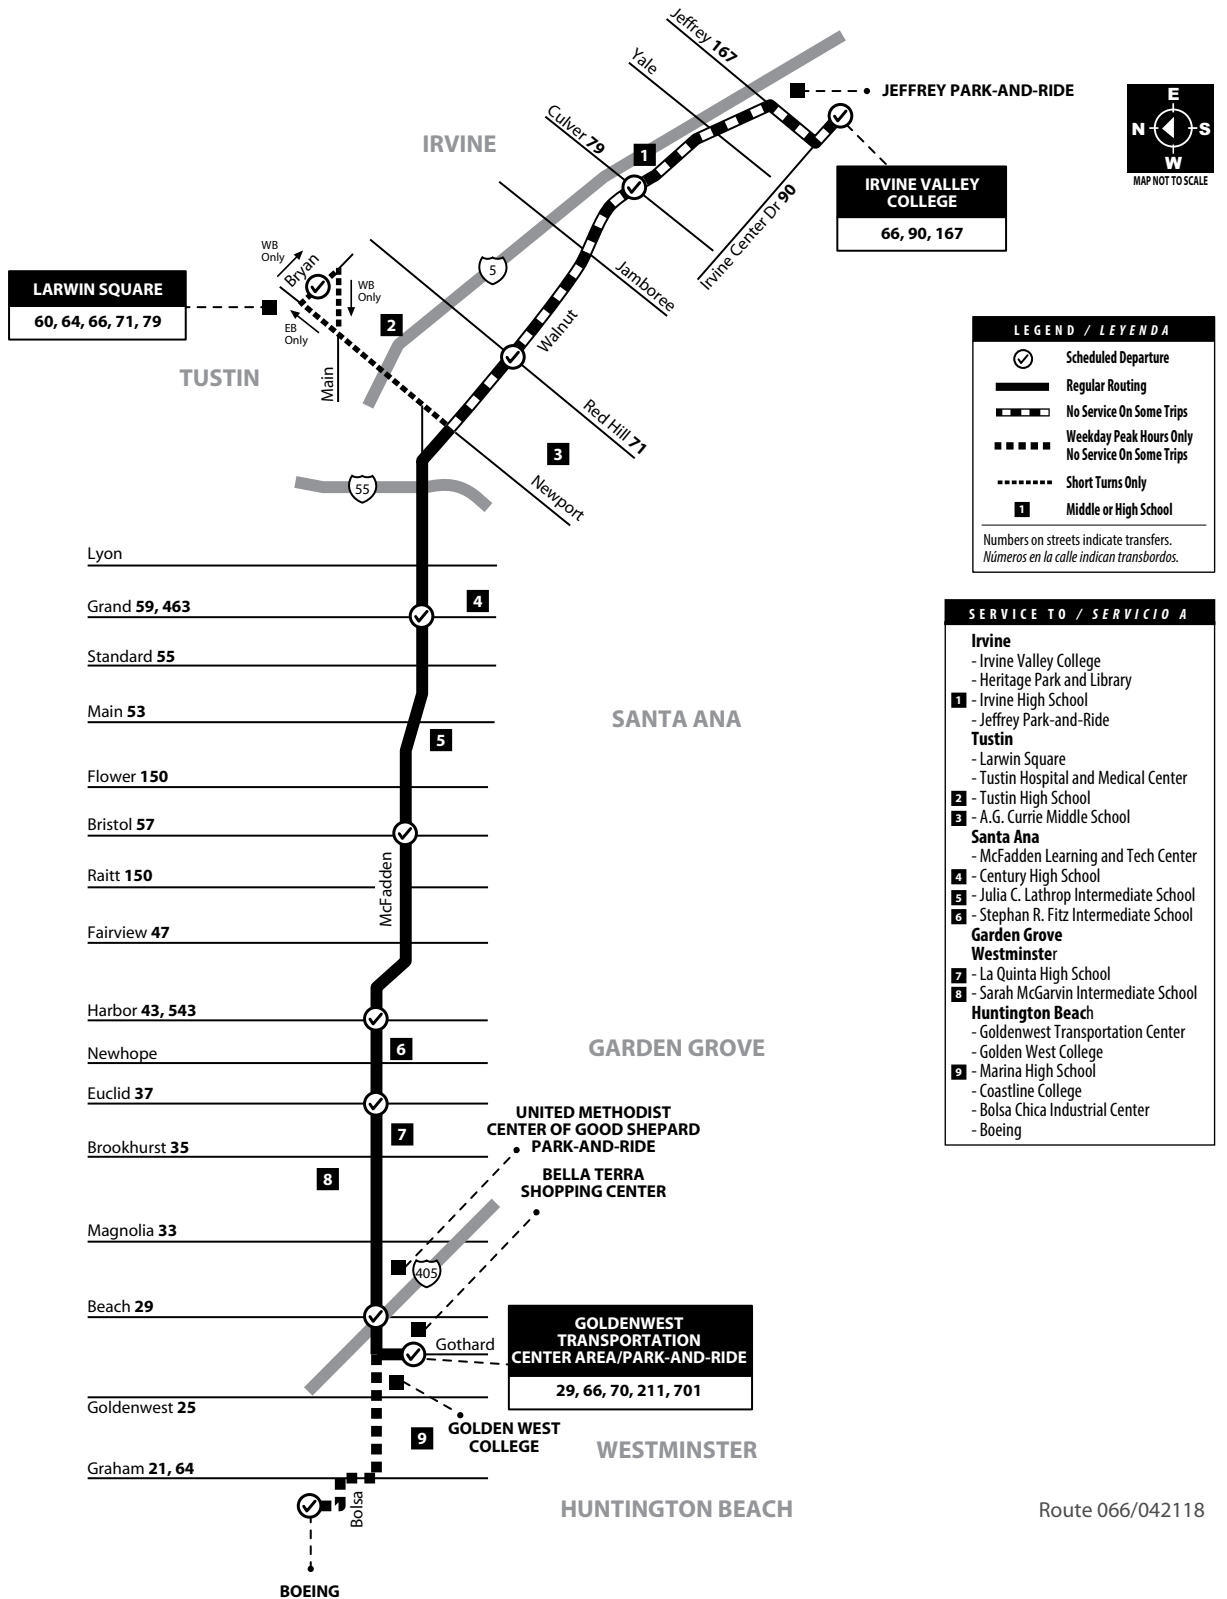 Jeffrey 167
Yale
JEFFREY PARK-AND-RIDE
E
N
S
W
MAP NOT TO SCALE
Culver 79
IRVINE
1
IRVINE VALLEY
COLLEGE
66, 90, 167
Irvine Center Dr 90
WB
Only
Bryan
WB
Only
5
Jamboree
LARWIN SQUARE
60, 64, 66, 71, 79
EB
Only
2
Walnut
TUSTIN
Main
Red Hill 71
3
Newport
55
LEGEND / LEYENDA
Scheduled Departure
Regular Routing
No Service On Some Trips
Weekday Peak Hours Only
No Service On Some Trips
Short Turns Only
1
Middle or High School
Numbers on streets indicate transfers.
Números en la calle indican transbordos.
Lyon
Grand 59, 463
4
Standard 55
Main 53
SANTA ANA
5
Flower 150
Bristol 57
McFadden
Raitt 150
Fairview 47
Harbor 43, 543
Newhope
6
GARDEN GROVE
Euclid 37
7
Brookhurst 35
UNITED METHODIST
CENTER OF GOOD SHEPARD
PARK-AND-RIDE
8
BELLA TERRA
SHOPPING CENTER
Magnolia 33
405
Beach 29
Gothard
GOLDENWEST
TRANSPORTATION
CENTER AREA/PARK-AND-RIDE
29, 66, 70, 211, 701
Goldenwest 25
9
GOLDEN WEST
COLLEGE
WESTMINSTER
Graham 21, 64
Bolsa
HUNTINGTON BEACH
BOEING
SERVICE TO / SERVICIO A
Irvine
- Irvine Valley College
- Heritage Park and Library
1 - Irvine High School
- Jeffrey Park-and-Ride
Tustin
- Larwin Square
- Tustin Hospital and Medical Center
2 - Tustin High School
3 - A.G. Currie Middle School
Santa Ana
- McFadden Learning and Tech Center
4 - Century High School
5 - Julia C. Lathrop Intermediate School
6 - Stephan R. Fitz Intermediate School
Garden Grove
Westminster
7 - La Quinta High School
8 - Sarah McGarvin Intermediate School
Huntington Beach
- Goldenwest Transportation Center
- Golden West College
9 - Marina High School
- Coastline College
- Bolsa Chica Industrial Center
- Boeing
Route 066/042118